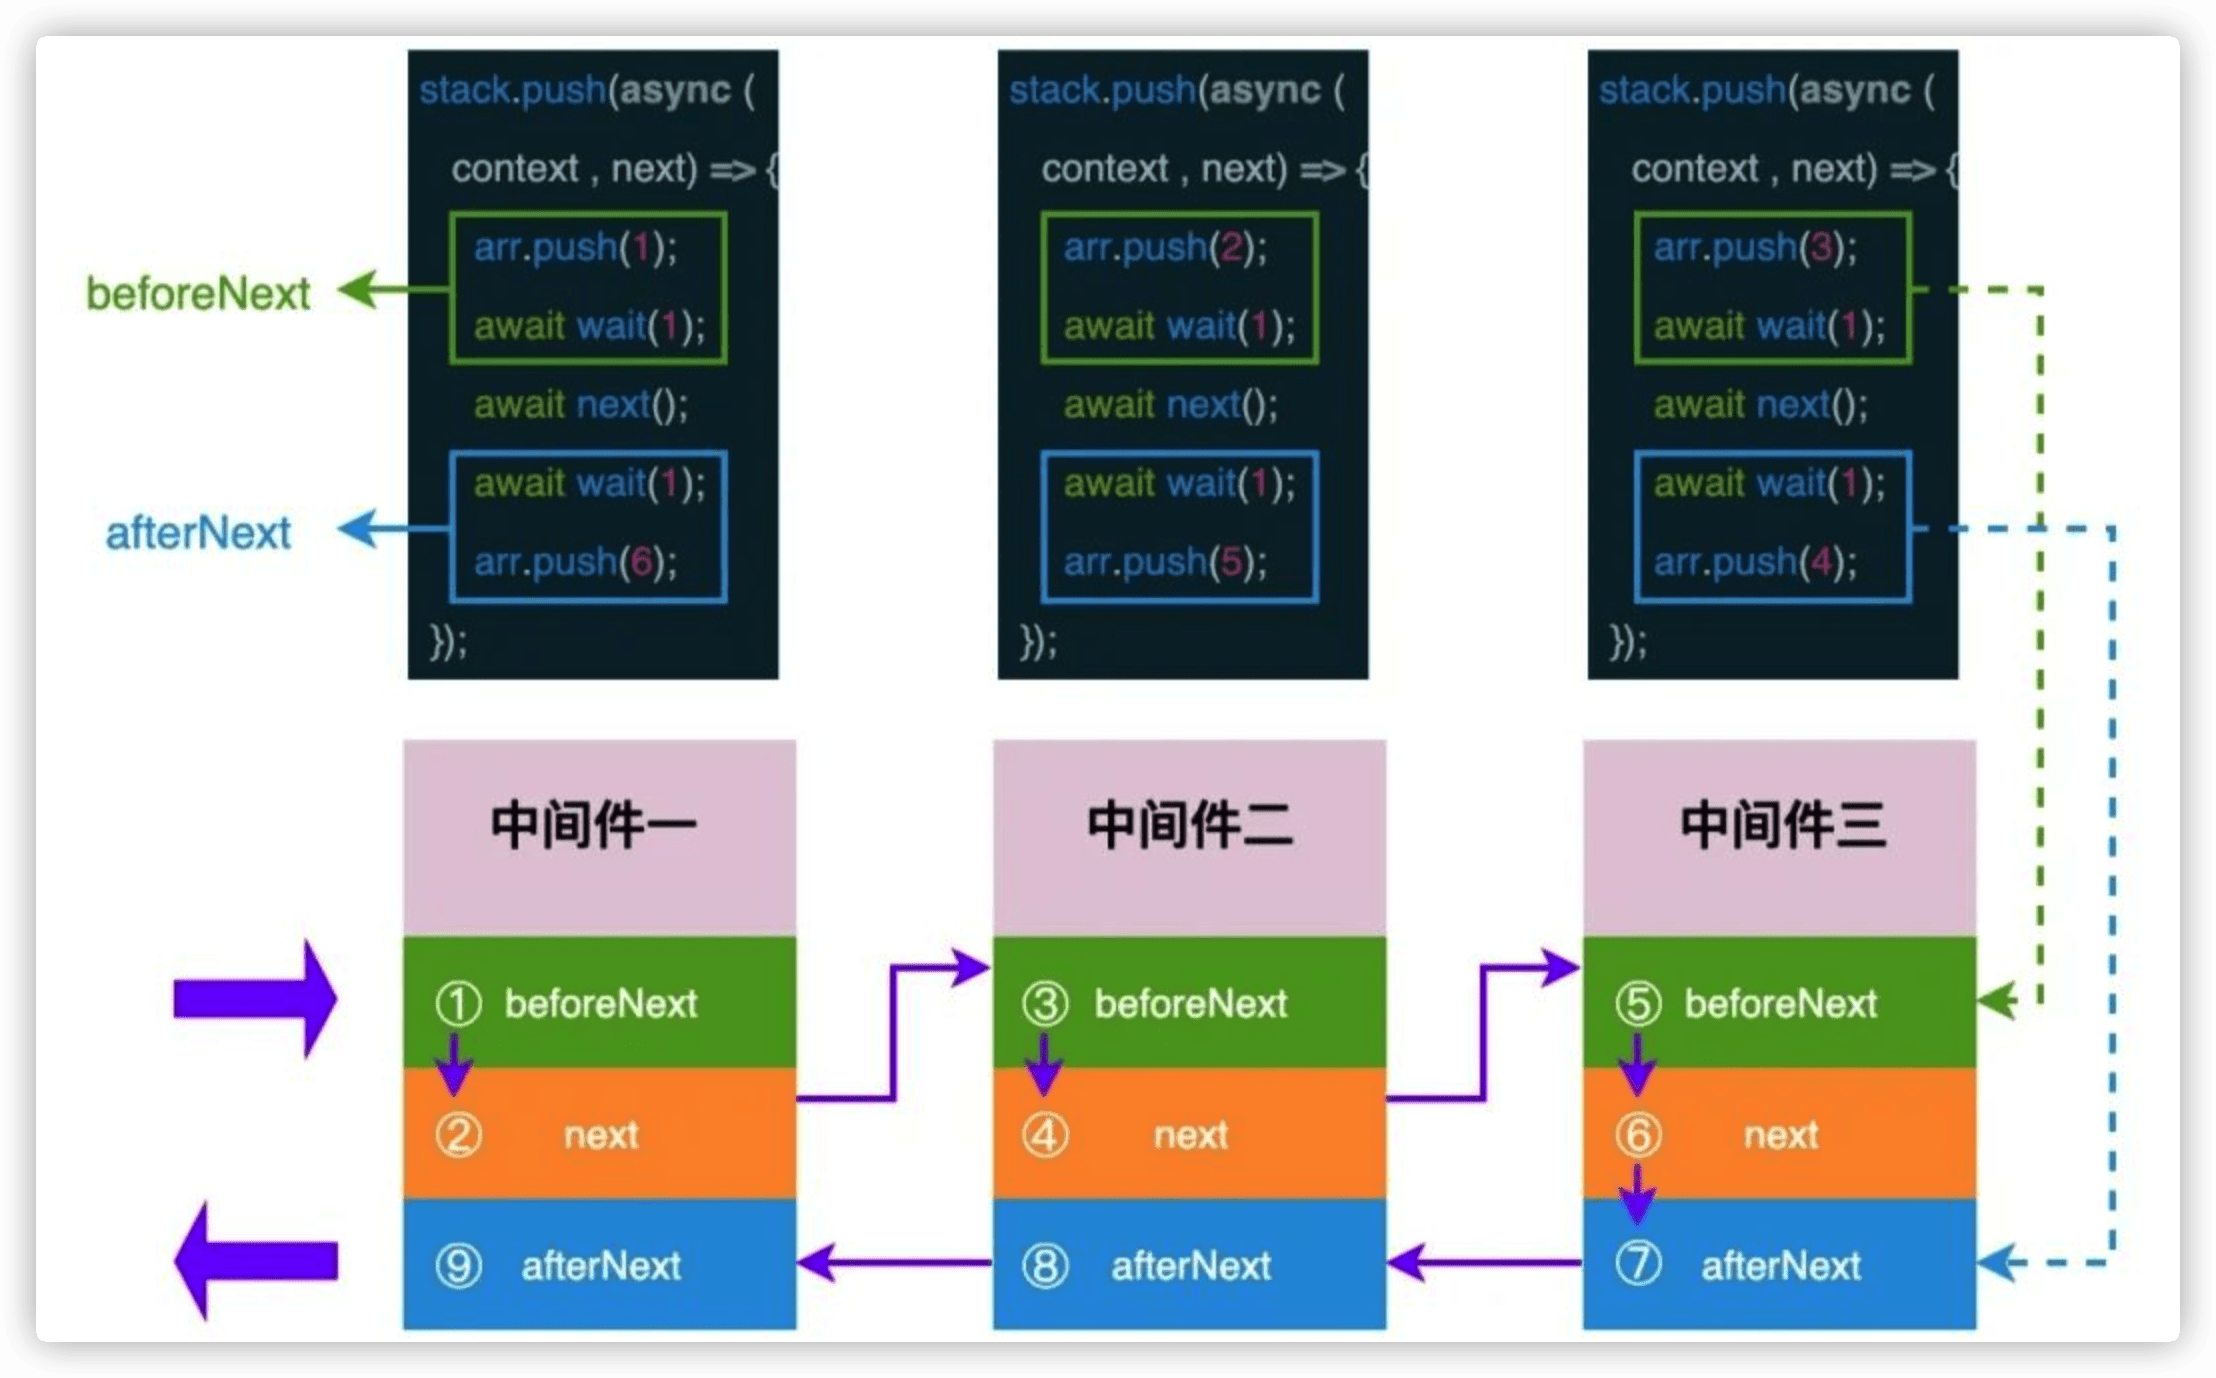 stack.push(async (
context , next) => {
arr.push(1);
await wait(1);
await next();
await wait(1);
arr.push(6);
});
stack.push(async (
context , next) => {
arr.push(2);
await wait(1);
await next();
await wait(1);
arr.push(5);
});
stack.push(async (
context , next) => {
arr.push(3);
await wait(1);
await next();
await wait(1);
arr.push(4);
});
beforeNext
afterNext
中间件一
① beforeNext
② next
⑨ afterNext
中间件二
③ beforeNext
④ next
⑧ afterNext
中间件三
⑤ beforeNext
⑥ next
⑦ afterNext